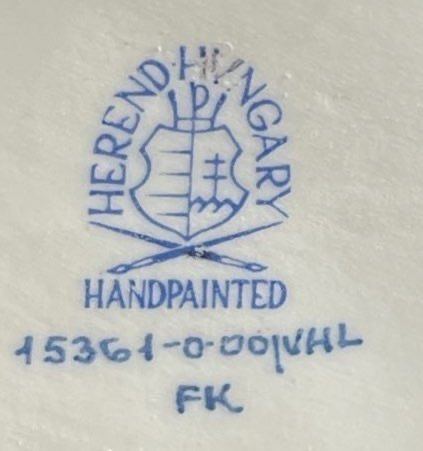 HEREND HUNGARY
HANDPAINTED
15361-0-00/VHL
FK